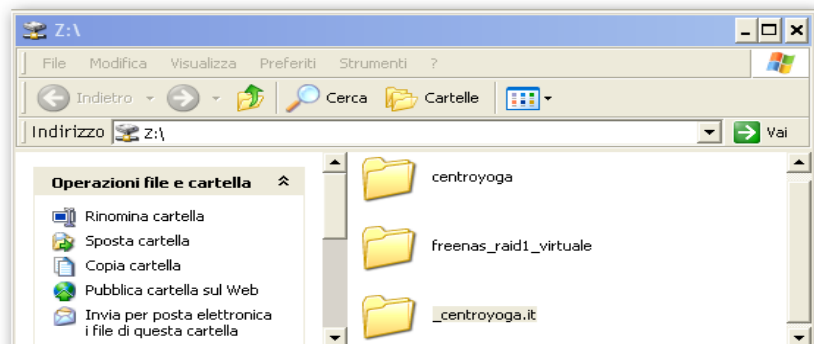 Z:\
File Modifica Visualizza Preferiti Strumenti ?
Indietro Cerca Cartelle
Indirizzo Z:\ Vai
Operazioni file e cartella
Rinomina cartella
Sposta cartella
Copia cartella
Pubblica cartella sul Web
Invia per posta elettronica
i file di questa cartella
centroyoga
freenas_raid1_virtuale
_centroyoga.it